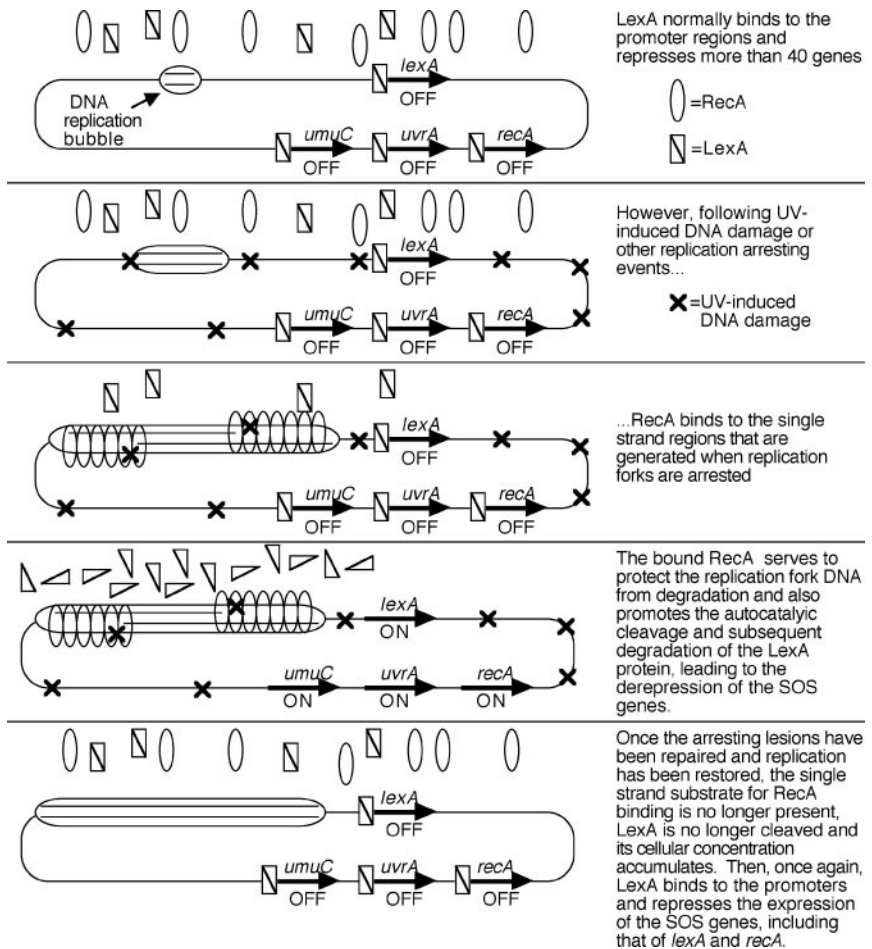 LexA normally binds to the
promoter regions and
represses more than 40 genes
=RecA
=LexA
lexA
OFF
DNA
replication
bubble
umuC uvrA recA
OFF OFF OFF
However, following UV-
induced DNA damage or
other replication arresting
events...
=UV-induced
DNA damage
lexA
OFF
umuC uvrA recA
OFF OFF OFF
...RecA binds to the single
strand regions that are
generated when replication
forks are arrested
lexA
OFF
umuC uvrA recA
OFF OFF OFF
The bound RecA serves to
protect the replication fork DNA
from degradation and also
promotes the autocatalyic
cleavage and subsequent
degradation of the LexA
protein, leading to the
derepression of the SOS
genes.
lexA
ON
umuC uvrA recA
ON ON ON
Once the arresting lesions have
been repaired and replication
has been restored, the single
strand substrate for RecA
binding is no longer present,
LexA is no longer cleaved and
its cellular concentration
accumulates. Then, once again,
LexA binds to the promoters
and represses the expression
of the SOS genes, including
that of lexA and recA.
lexA
OFF
umuC uvrA recA
OFF OFF OFF